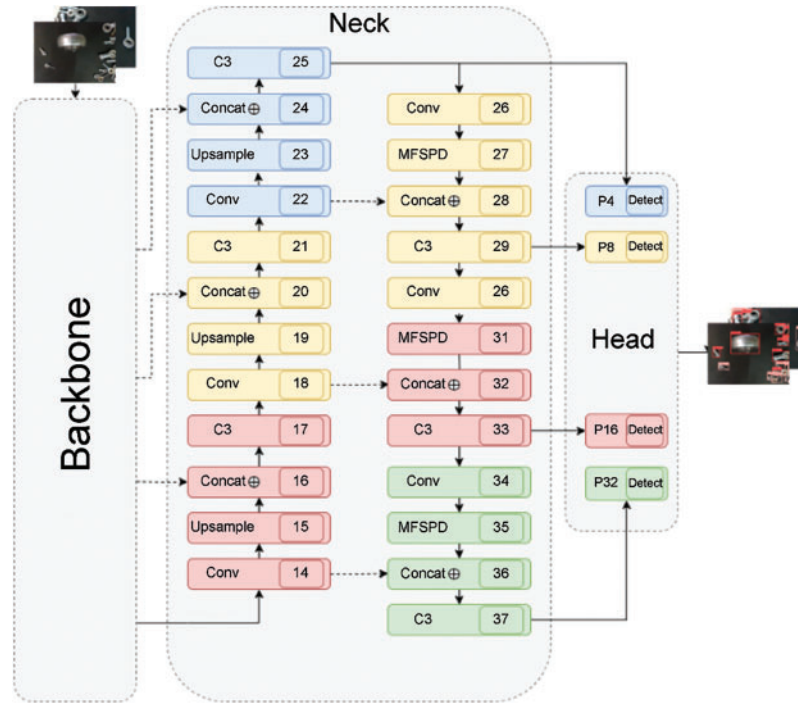 Neck
C3 25
Concat⊕ 24
Upsample 23
Conv 22
C3 21
Concat⊕ 20
Upsample 19
Conv 18
C3 17
Concat⊕ 16
Upsample 15
Conv 14
Conv 26
MFSPD 27
Concat⊕ 28
C3 29
Conv 26
MFSPD 31
Concat⊕ 32
C3 33
Conv 34
MFSPD 35
Concat⊕ 36
C3 37
Backbone
P4 Detect
P8 Detect
Head
P16 Detect
P32 Detect